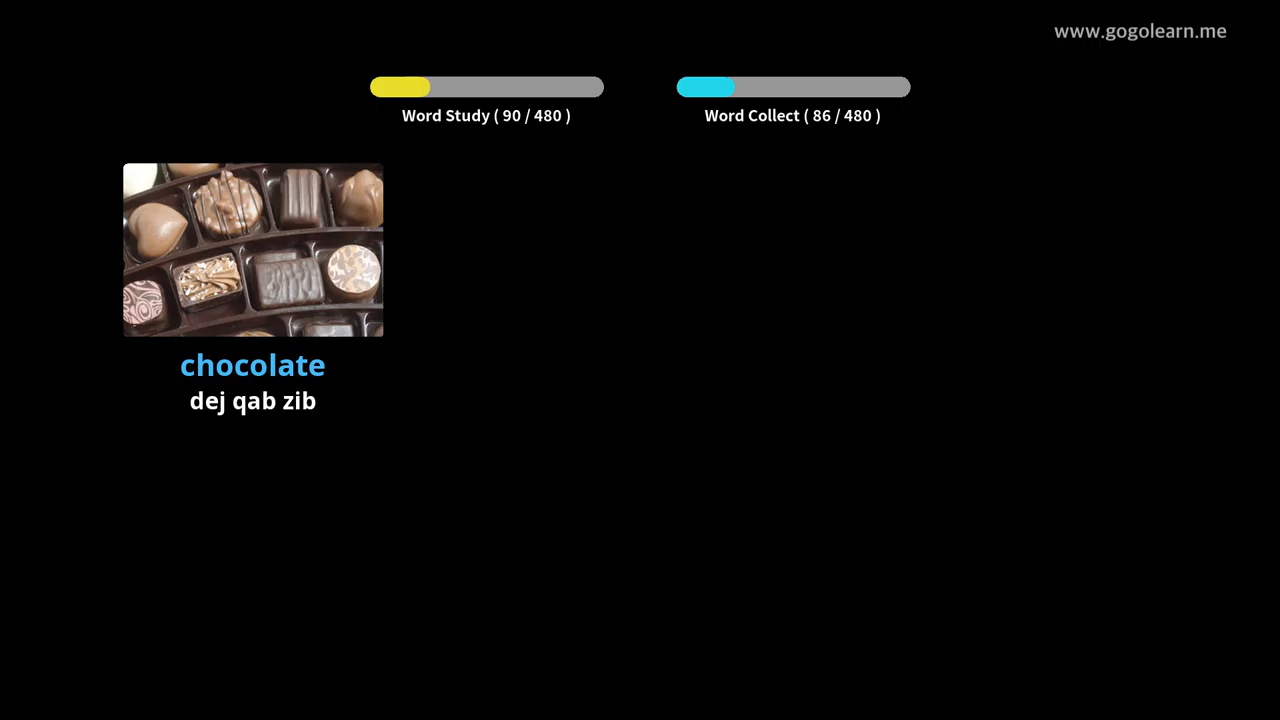 www.gogolearn.me
Word Study ( 90 / 480 )
Word Collect ( 86 / 480 )
chocolate
dej qab zib